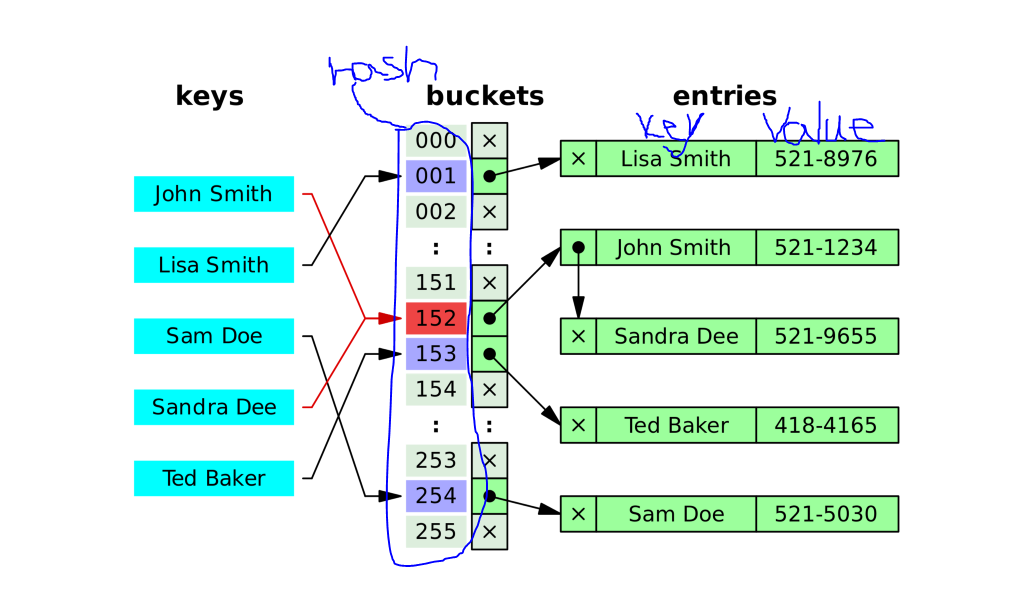 hash
keys buckets entries
key value
000 ×
Lisa Smith 521-8976 ×
001
John Smith
002 ×
: :
John Smith 521-1234
Lisa Smith
151 ×
152
× Sandra Dee 521-9655
Sam Doe
153
154 ×
Sandra Dee
: :
× Ted Baker 418-4165
253 ×
Ted Baker
254
× Sam Doe 521-5030
255 ×